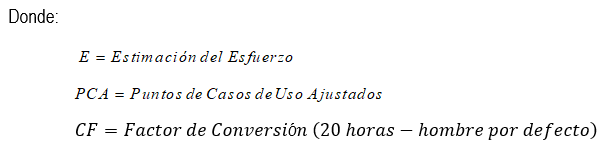 Donde:
E = Estimación del Esfuerzo
PCA = Puntos de Casos de Uso Ajustados
CF = Factor de Conversión (20 horas − hombre por defecto)